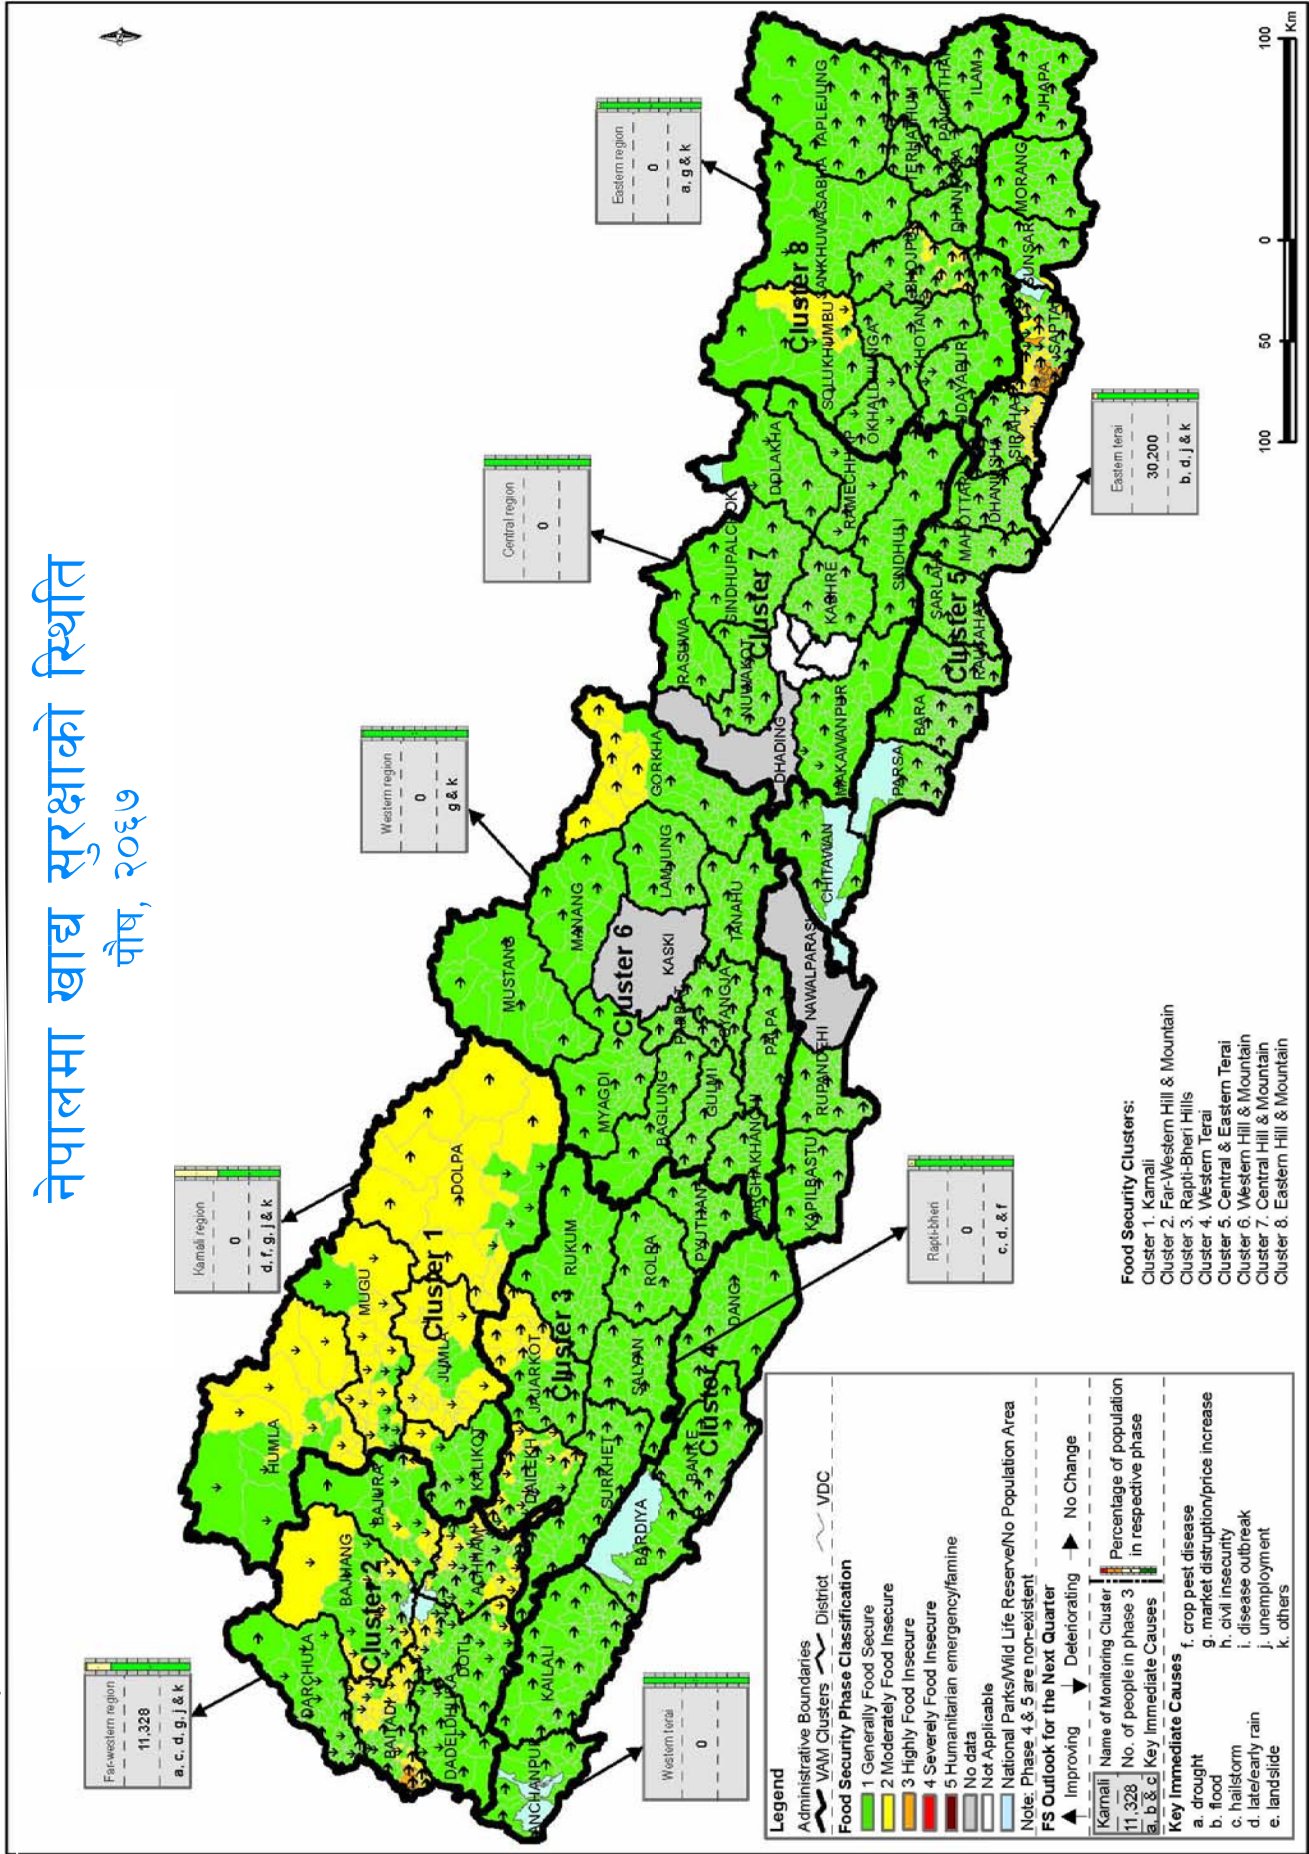 नेपालमा खाद्य सुरक्षाको स्थिति
पौष, २०६७
Far-western region
11,328
a, c, d, g, j & k
Karnali region
0
d, f, g, j & k
Western region
0
g & k
Central region
0
Eastern region
0
a, g & k
Western terai
0
Rapti-bheri
0
c, d, & f
Eastern terai
30,200
b, d, j & k
Cluster 1
Cluster 2
Cluster 3
Cluster 4
Cluster 5
Cluster 6
Cluster 7
Cluster 8
DARCHULA
BAJHANG
HUMLA
BAJURA
MUGU
BAITADI
DADELDHURA
DOTI
ACHHAM
KALIKOT
JUMLA
DOLPA
ANCHANPUR
KAILALI
BARDIYA
SURKHET
DAILEKH
JAJARKOT
RUKUM
BANKE
SALYAN
ROLPA
DANG
PYUTHAN
MUSTANG
MANANG
MYAGDI
BAGLUNG
GULMI
ARGHAKHANCHI
KAPILBASTU
RUPANDEHI
PALPA
SYANGJA
PARBAT
KASKI
LAMJUNG
TANAHU
NAWALPARASI
GORKHA
CHITAWAN
DHADING
RASUWA
NUWAKOT
SINDHUPALCHOK
KABHRE
MAKAWANPUR
PARSA
BARA
RAUTAHAT
SARLAHI
SINDHULI
DOLAKHA
RAMECHHAP
MAHOTTARI
DHANUSHA
SIRAHA
SOLUKHUMBU
OKHALDHUNGA
KHOTANG
UDAYAPUR
SAPTARI
BHOJPUR
SANKHUWASABHA
DHANKUTA
SUNSARI
MORANG
TERHATHUM
TAPLEJUNG
PANCHTHAR
ILAM
JHAPA
Legend
Administrative Boundaries
VAM Clusters
District
VDC
Food Security Phase Classification
1 Generally Food Secure
2 Moderately Food Insecure
3 Highly Food Insecure
4 Severely Food Insecure
5 Humanitarian emergency/famine
No data
Not Applicable
National Parks/Wild Life Reserve/No Population Area
Note: Phase 4 & 5 are non-existent
FS Outlook for the Next Quarter
Improving
Deteriorating
No Change
Karnali
Name of Monitoring Cluster
11,328
No. of people in phase 3
a, b & c
Key Immediate Causes
Percentage of population
in respective phase
Key Immediate Causes
a. drought
b. flood
c. hailstorm
d. late/early rain
e. landslide
f. crop pest disease
g. market distruption/price increase
h. civil insecurity
i. disease outbreak
j. unemployment
k. others
Food Security Clusters:
Cluster 1. Karnali
Cluster 2. Far-Western Hill & Mountain
Cluster 3. Rapti-Bheri Hills
Cluster 4. Western Terai
Cluster 5. Central & Eastern Terai
Cluster 6. Western Hill & Mountain
Cluster 7. Central Hill & Mountain
Cluster 8. Eastern Hill & Mountain
100
50
0
100
Km